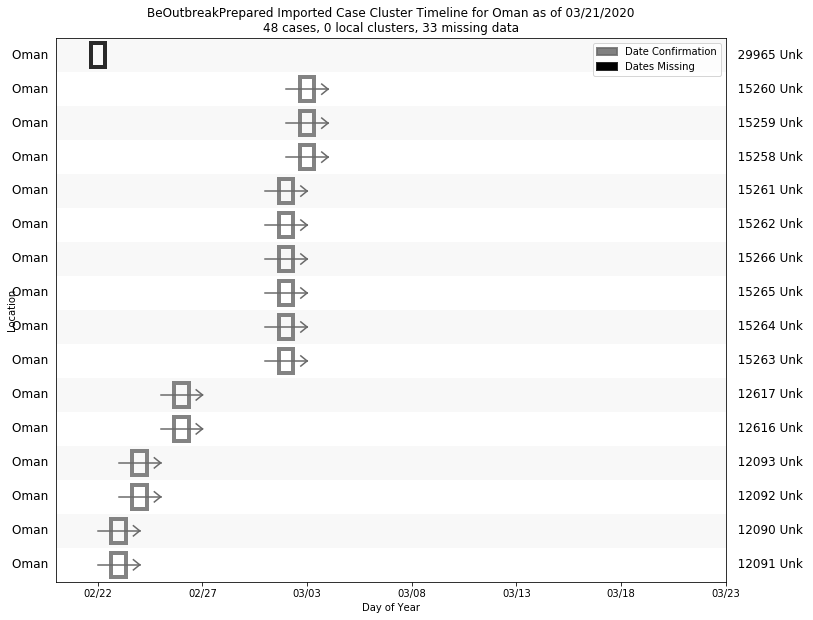 BeOutbreakPrepared Imported Case Cluster Timeline for Oman as of 03/21/2020
48 cases, 0 local clusters, 33 missing data
Date Confirmation
Dates Missing
Oman 29965 Unk
Oman 15260 Unk
Oman 15259 Unk
Oman 15258 Unk
Oman 15261 Unk
Oman 15262 Unk
Oman 15266 Unk
Oman 15265 Unk
Oman 15264 Unk
Oman 15263 Unk
Oman 12617 Unk
Oman 12616 Unk
Oman 12093 Unk
Oman 12092 Unk
Oman 12090 Unk
Oman 12091 Unk
Location
02/22 02/27 03/03 03/08 03/13 03/18 03/23
Day of Year